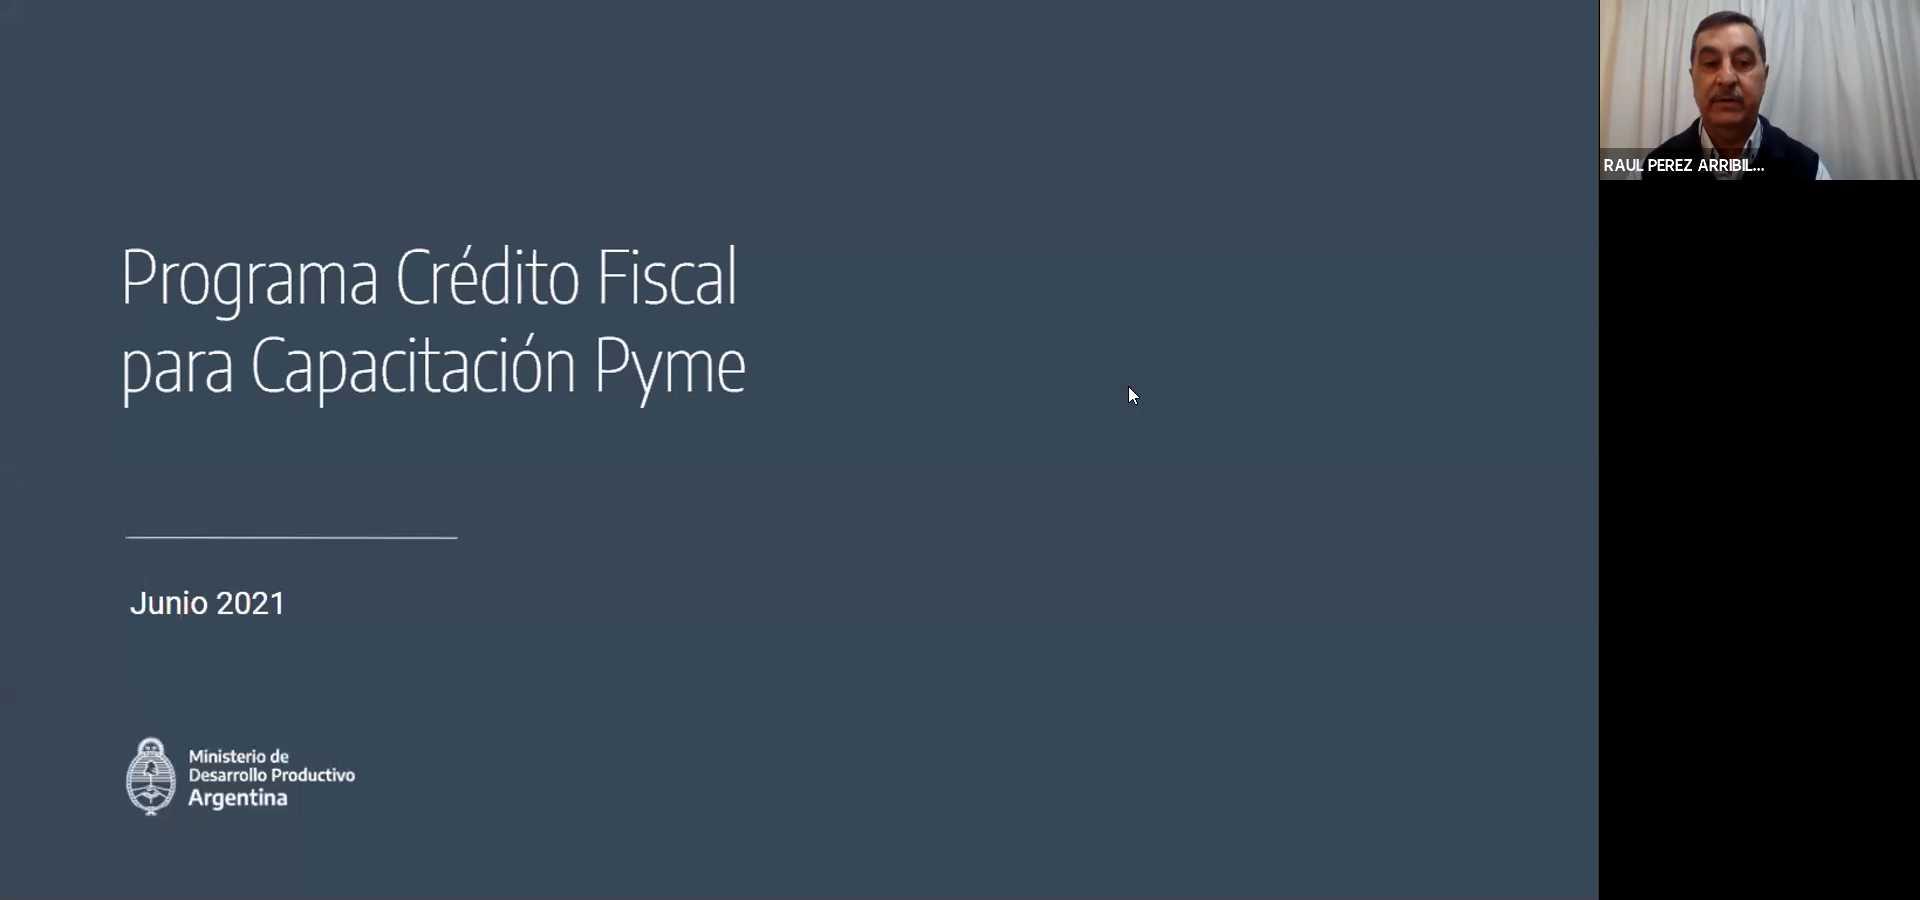 Programa Crédito Fiscal
para Capacitación Pyme
Junio 2021
Ministerio de
Desarrollo Productivo
Argentina
RAUL PEREZ ARRIBIL...